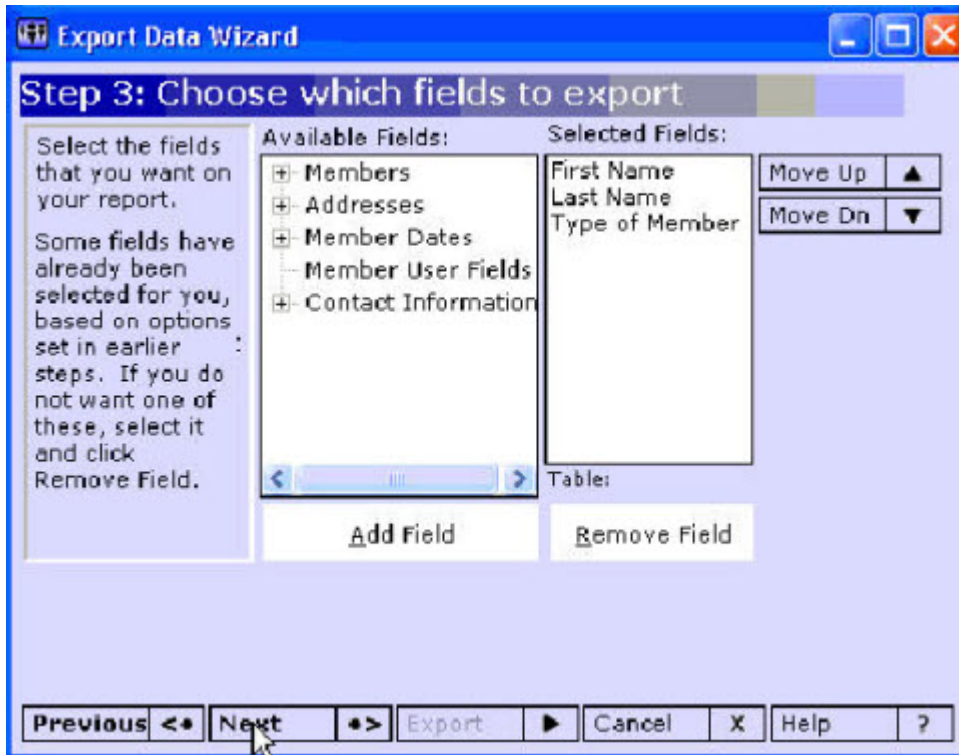 Export Data Wizard
Step 3: Choose which fields to export
Select the fields
that you want on
your report.
Some fields have
already been
selected for you,
based on options
set in earlier :
steps. If you do
not want one of
these, select it
and click
Remove Field.
Available Fields:
Members
Addresses
Member Dates
Member User Fields
Contact Information
Add Field
Selected Fields:
First Name
Last Name
Type of Member
Table:
Remove Field
Move Up
Move Dn
Previous <•
Next •>
Export
Cancel X
Help ?